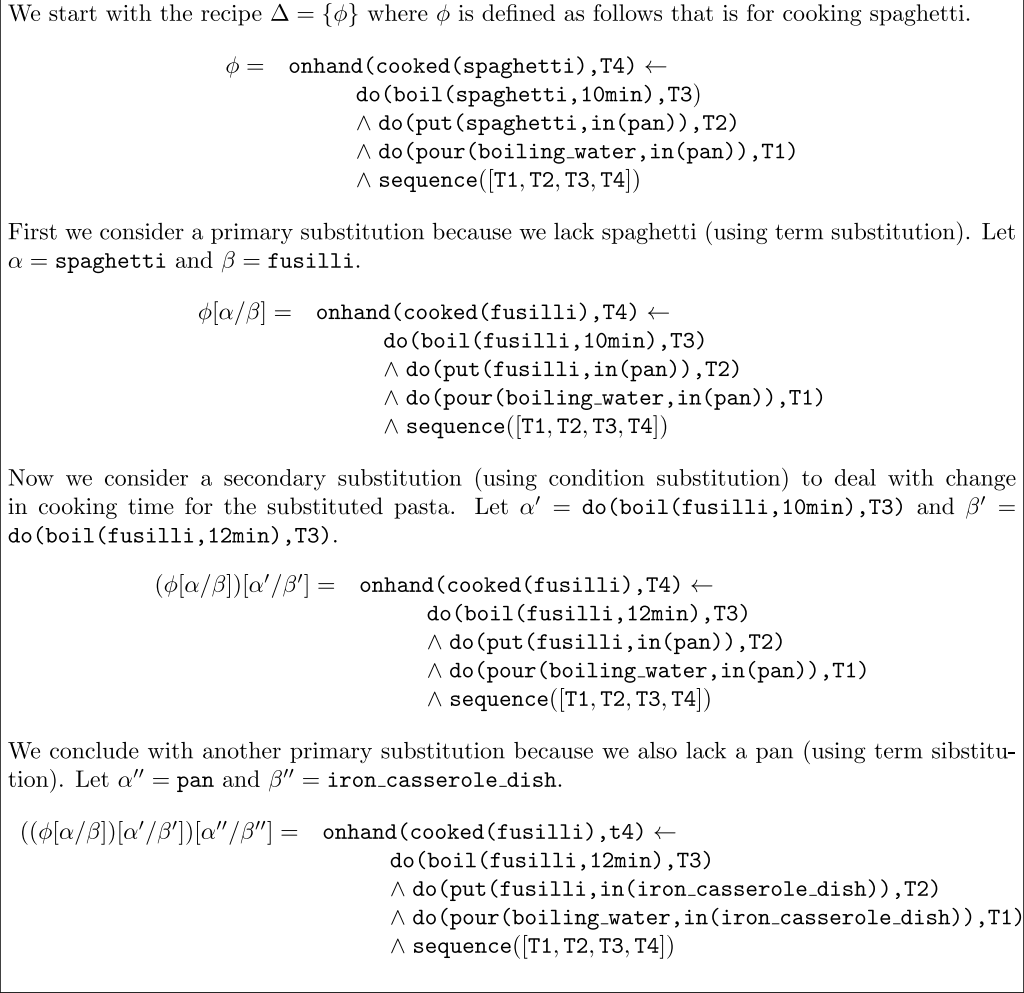 We start with the recipe Δ = {ϕ} where ϕ is defined as follows that is for cooking spaghetti.
ϕ = onhand(cooked(spaghetti),T4) ←
do(boil(spaghetti,10min),T3)
∧ do(put(spaghetti,in(pan)),T2)
∧ do(pour(boiling_water,in(pan)),T1)
∧ sequence([T1, T2, T3, T4])
First we consider a primary substitution because we lack spaghetti (using term substitution). Let
α = spaghetti and β = fusilli.
ϕ[α/β] = onhand(cooked(fusilli),T4) ←
do(boil(fusilli,10min),T3)
∧ do(put(fusilli,in(pan)),T2)
∧ do(pour(boiling_water,in(pan)),T1)
∧ sequence([T1, T2, T3, T4])
Now we consider a secondary substitution (using condition substitution) to deal with change
in cooking time for the substituted pasta. Let α′ = do(boil(fusilli,10min),T3) and β′ =
do(boil(fusilli,12min),T3).
(ϕ[α/β])[α′/β′] = onhand(cooked(fusilli),T4) ←
do(boil(fusilli,12min),T3)
∧ do(put(fusilli,in(pan)),T2)
∧ do(pour(boiling_water,in(pan)),T1)
∧ sequence([T1, T2, T3, T4])
We conclude with another primary substitution because we also lack a pan (using term sibstitu-
tion). Let α″ = pan and β″ = iron_casserole_dish.
((ϕ[α/β])[α′/β′])[α″/β″] = onhand(cooked(fusilli),t4) ←
do(boil(fusilli,12min),T3)
∧ do(put(fusilli,in(iron_casserole_dish)),T2)
∧ do(pour(boiling_water,in(iron_casserole_dish)),T1)
∧ sequence([T1, T2, T3, T4])